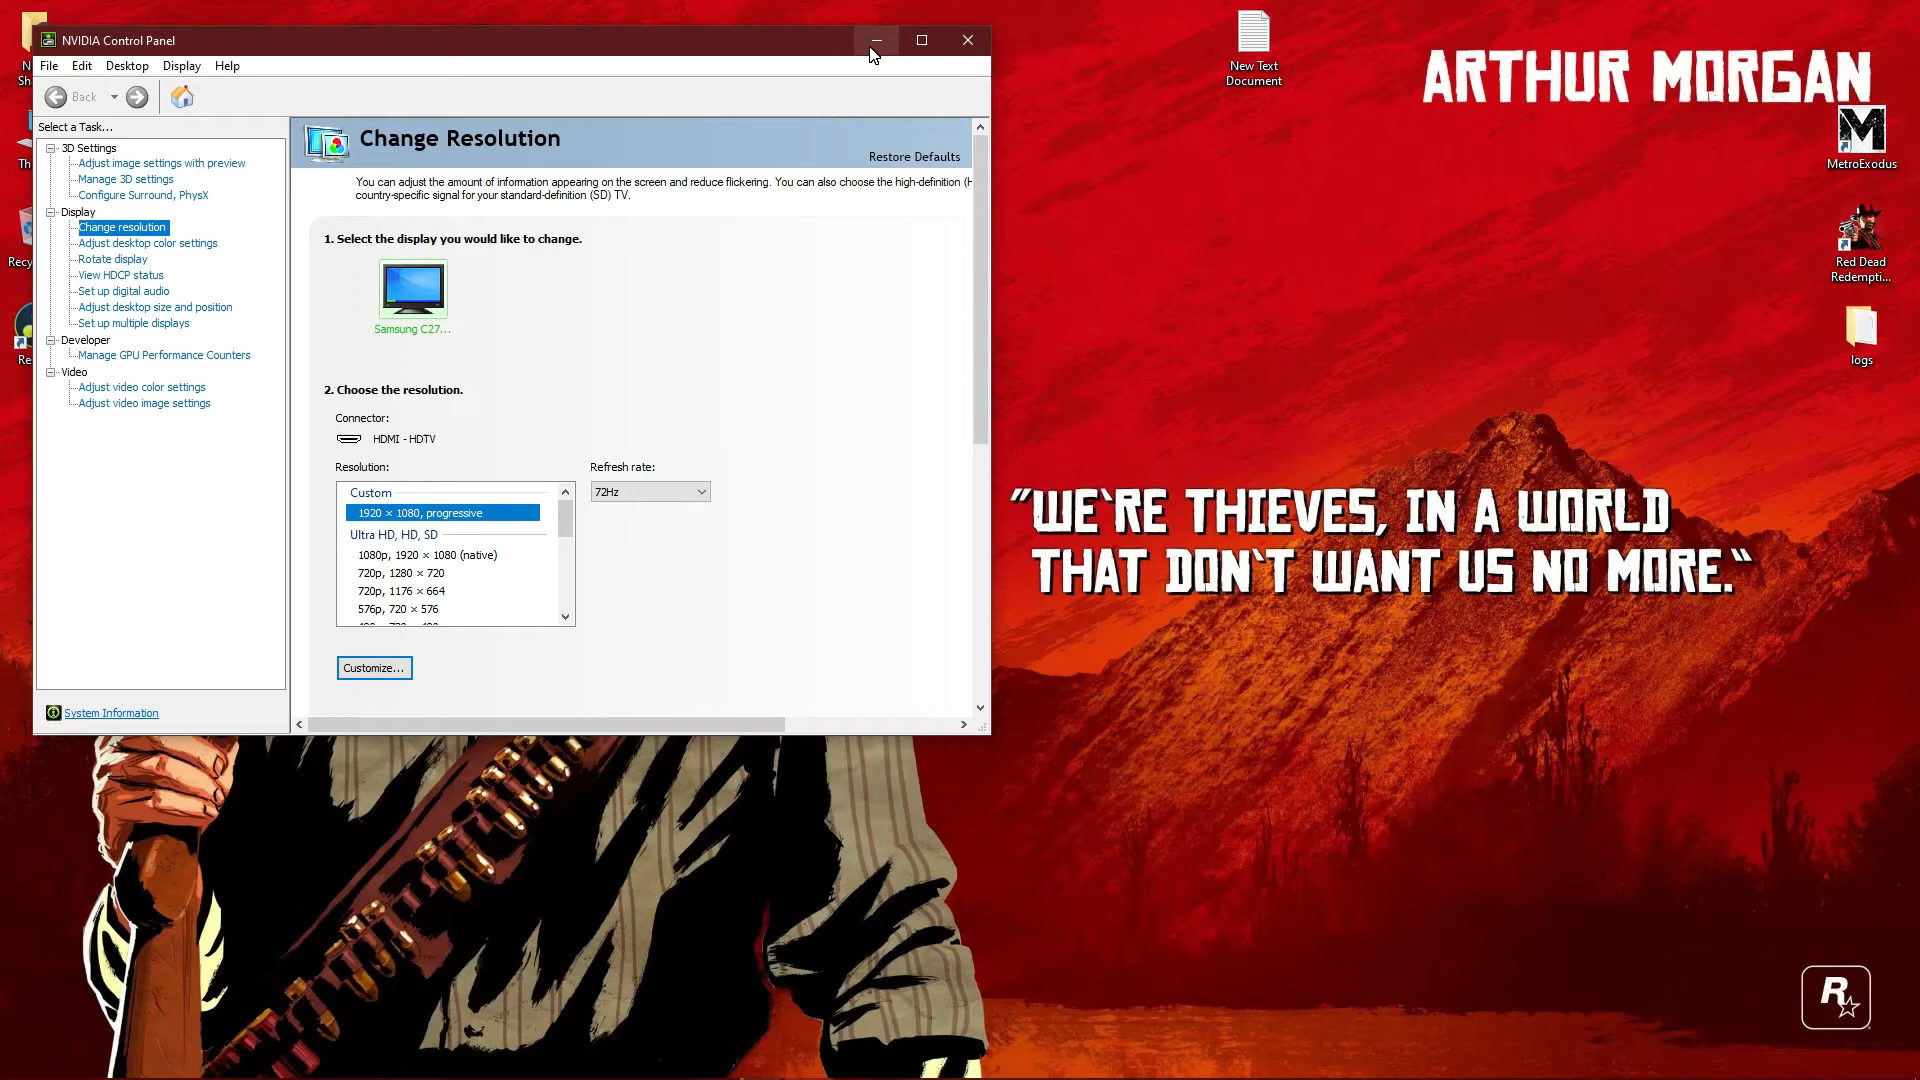 NVIDIA Control Panel
File Edit Desktop Display Help
Back
Select a Task...
3D Settings
Adjust image settings with preview
Manage 3D settings
Configure Surround, PhysX
Display
Change resolution
Adjust desktop color settings
Rotate display
View HDCP status
Set up digital audio
Adjust desktop size and position
Set up multiple displays
Developer
Manage GPU Performance Counters
Video
Adjust video color settings
Adjust video image settings
System Information
Change Resolution
Restore Defaults
You can adjust the amount of information appearing on the screen and reduce flickering. You can also choose the high-definition (H
country-specific signal for your standard-definition (SD) TV.
1. Select the display you would like to change.
Samsung C27...
2. Choose the resolution.
Connector:
HDMI - HDTV
Resolution:
Refresh rate:
Custom
72Hz
1920 × 1080, progressive
Ultra HD, HD, SD
1080p, 1920 × 1080 (native)
720p, 1280 × 720
720p, 1176 × 664
576p, 720 × 576
Customize...
New Text
Document
ARTHUR MORGAN
MetroExodus
Red Dead
Redempti...
logs
"WE'RE THIEVES, IN A WORLD
THAT DON'T WANT US NO MORE."
R